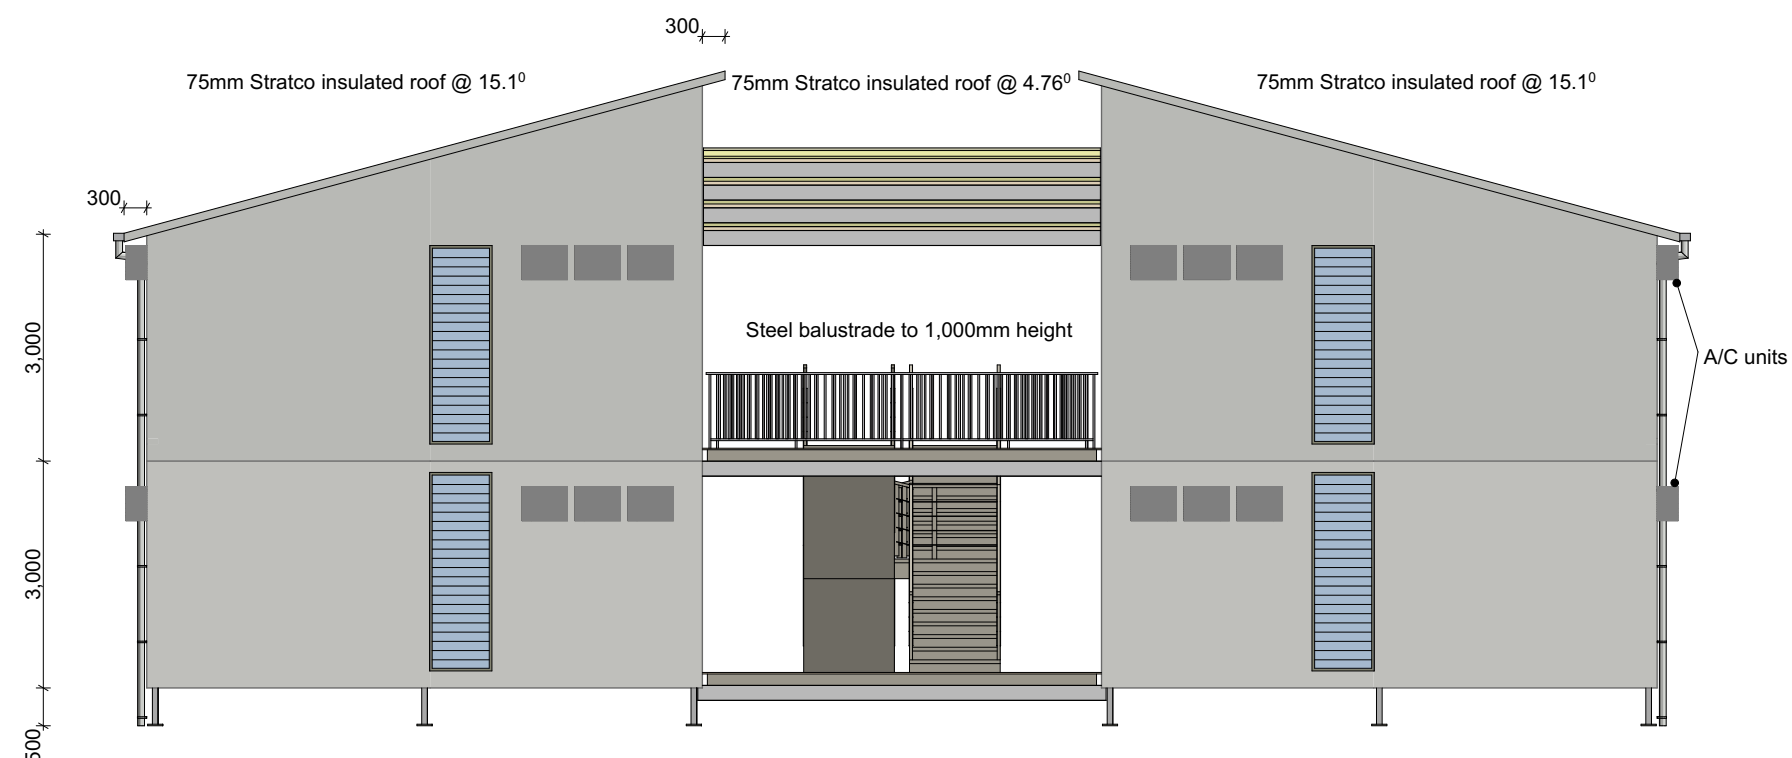 300
75mm Stratco insulated roof @ 15.1⁰
75mm Stratco insulated roof @ 4.76⁰
75mm Stratco insulated roof @ 15.1⁰
300
3,000
Steel balustrade to 1,000mm height
A/C units
3,000
500